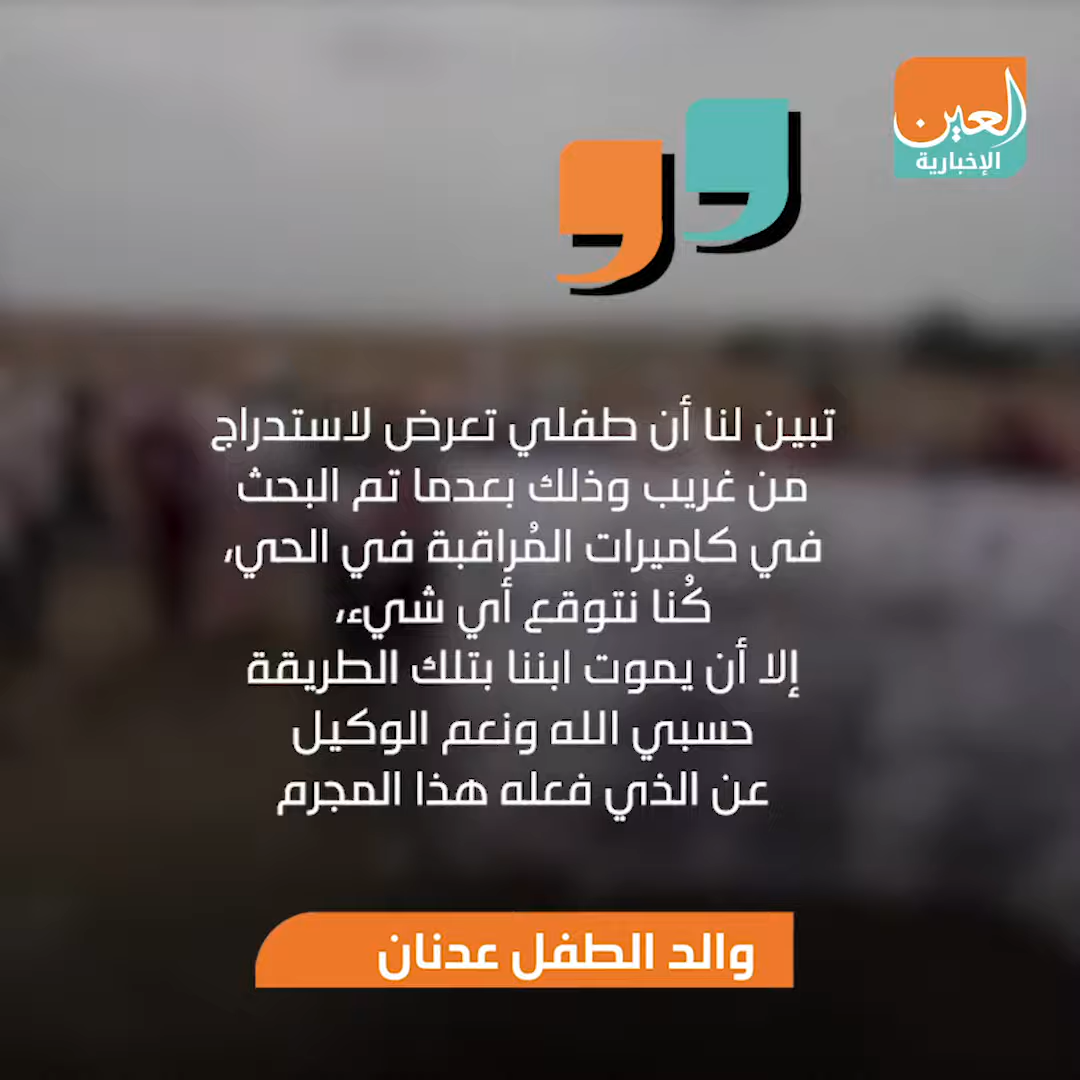 العين
الإخبارية
تبين لنا أن طفلي تعرض لاستدراج
من غريب وذلك بعدما تم البحث
في كاميرات المُراقبة في الحي،
كُنا نتوقع أي شيء،
إلا أن يموت ابننا بتلك الطريقة
حسبي الله ونعم الوكيل
عن الذي فعله هذا المجرم
والد الطفل عدنان